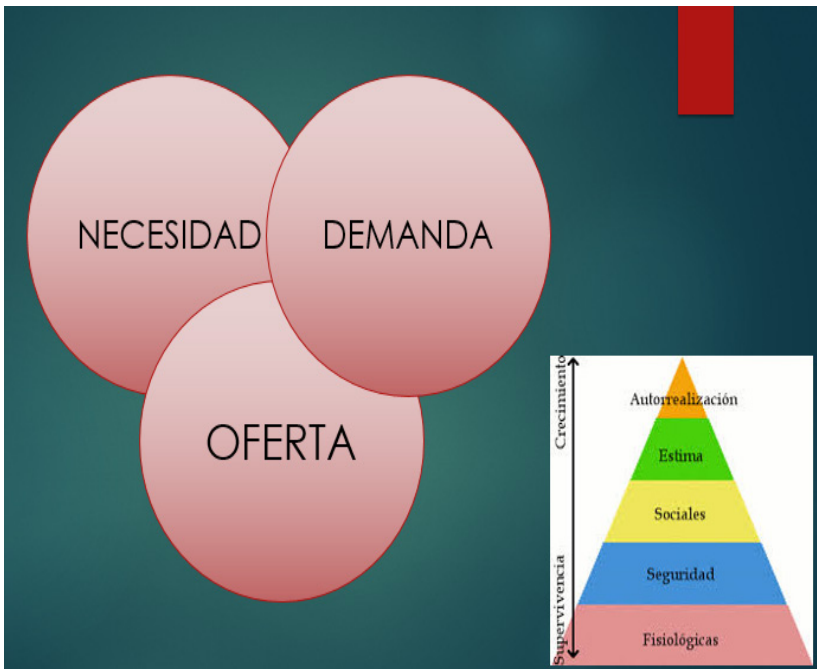 NECESIDAD
DEMANDA
OFERTA
Crecimiento
Supervivencia
Autorrealización
Estima
Sociales
Seguridad
Fisiológicas